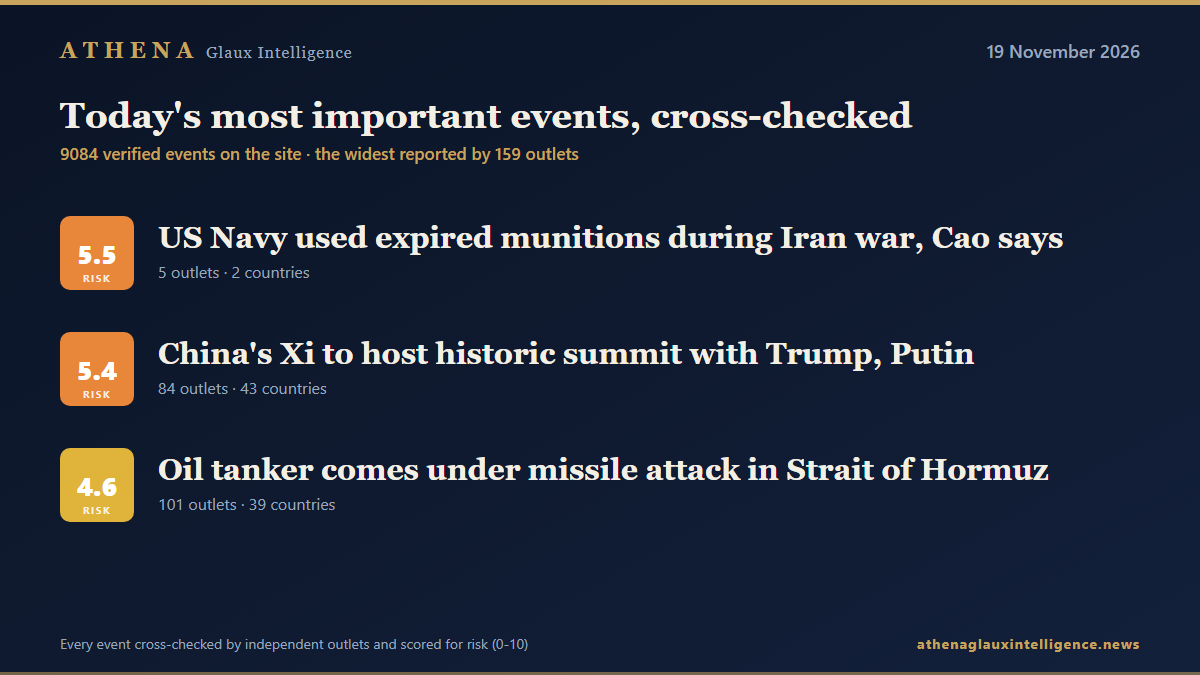 ATHENA Glaux Intelligence
19 November 2026
Today's most important events, cross-checked
9084 verified events on the site · the widest reported by 159 outlets
5.5
RISK
US Navy used expired munitions during Iran war, Cao says
5 outlets · 2 countries
5.4
RISK
China's Xi to host historic summit with Trump, Putin
84 outlets · 43 countries
4.6
RISK
Oil tanker comes under missile attack in Strait of Hormuz
101 outlets · 39 countries
Every event cross-checked by independent outlets and scored for risk (0-10)
athenaglauxintelligence.news